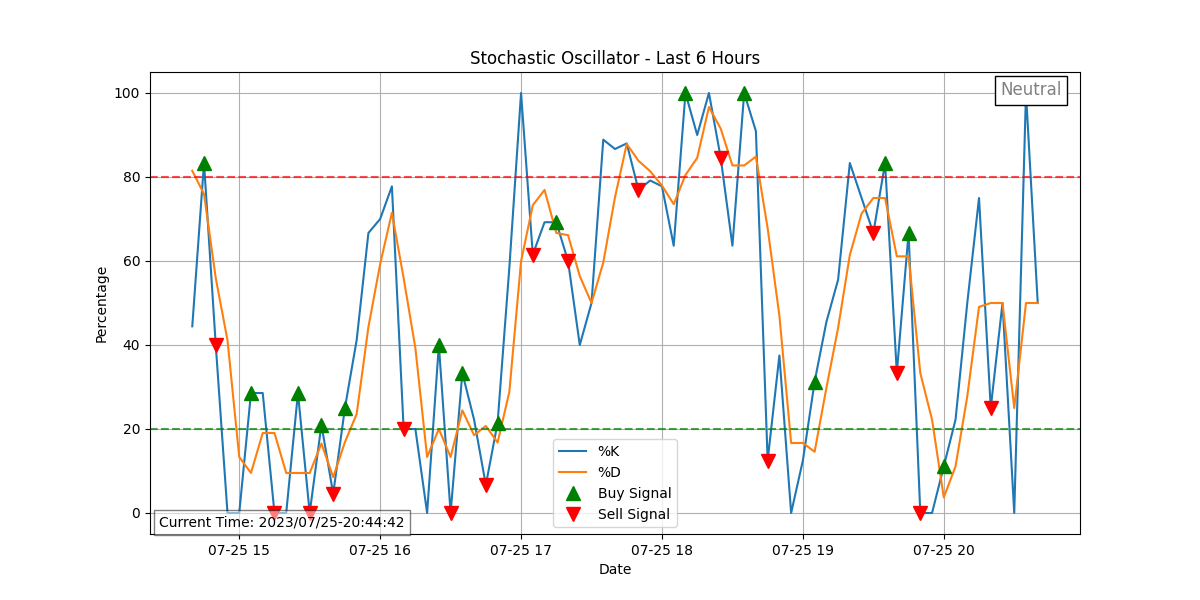 Stochastic Oscillator - Last 6 Hours
Neutral
100
80
60
40
20
0
Percentage
%K
%D
Buy Signal
Sell Signal
Current Time: 2023/07/25-20:44:42
07-25 15
07-25 16
07-25 17
07-25 18
07-25 19
07-25 20
Date